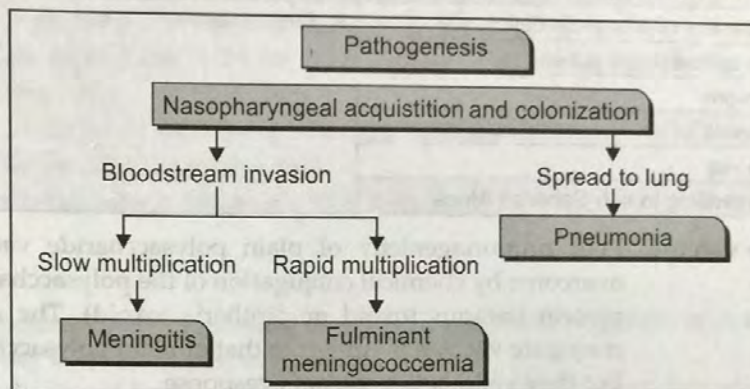 Pathogenesis
Nasopharyngeal acquistition and colonization
Bloodstream invasion
Spread to lung
Pneumonia
Slow multiplication
Rapid multiplication
Meningitis
Fulminant
meningococcemia